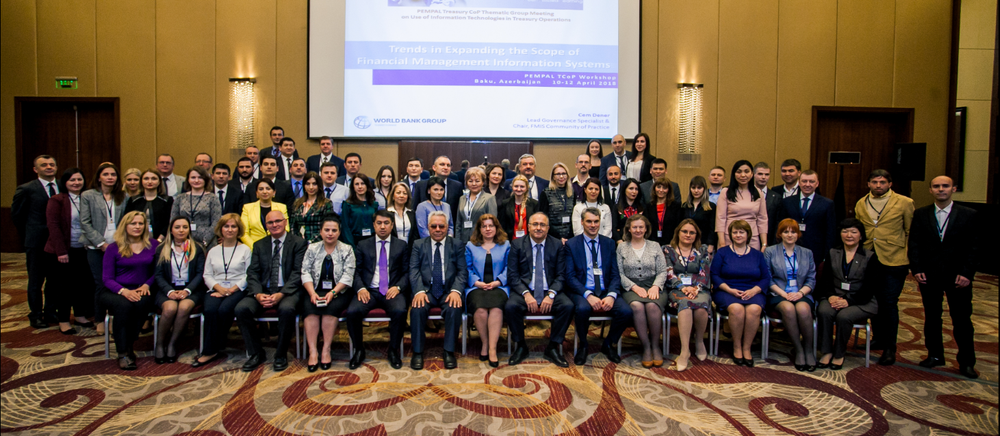 PEMPAL Treasury CoP Thematic Group Meeting
on Use of Information Technologies in Treasury Operations
Trends in Expanding the Scope of
Financial Management Information Systems
PEMPAL TCoP Workshop
Baku, Azerbaijan 10-12 April 2018
WORLD BANK GROUP
Cem Dener
Lead Governance Specialist &
Chair, FMIS Community of Practice